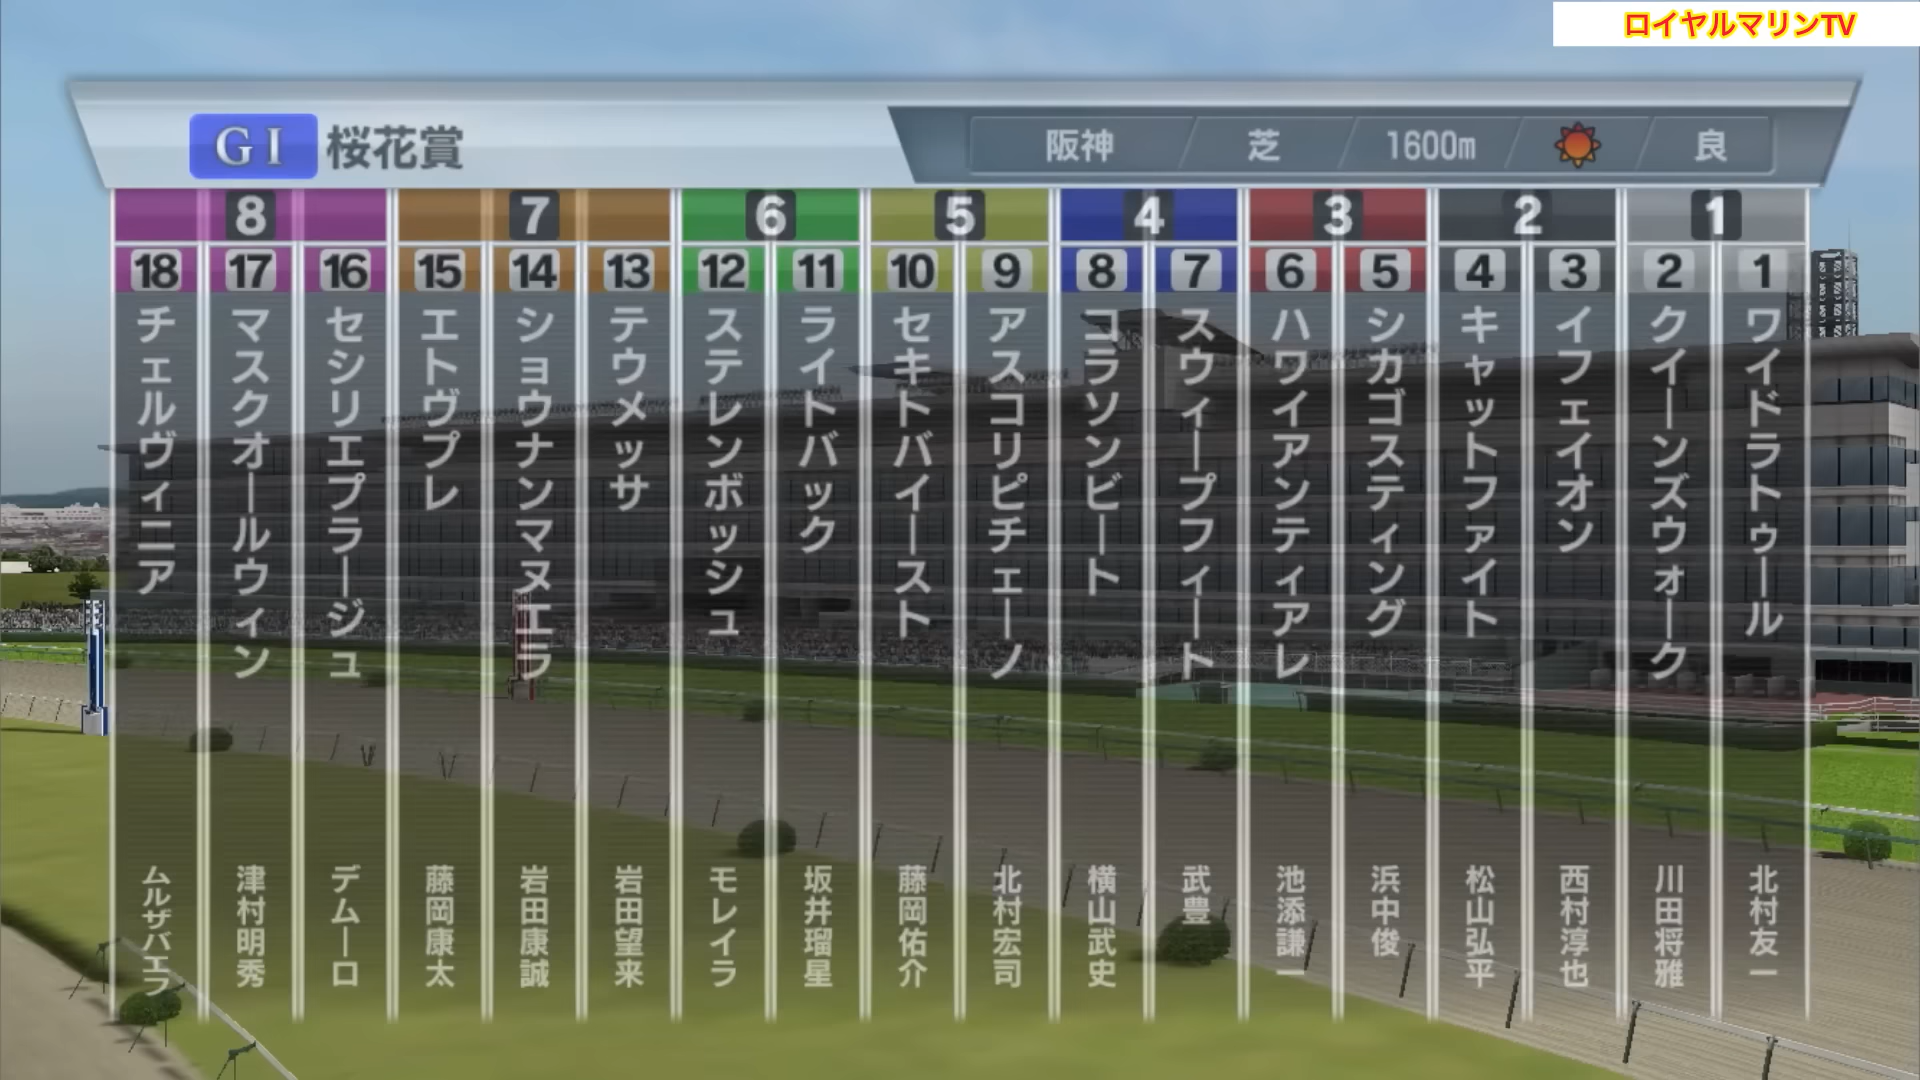 ロイヤルマリンTV
GI 桜花賞
阪神 芝 1600m 良
1
2
3
4
5
6
7
8
1 ワイドラトゥール 北村友一
2 クイーンズウォーク 川田将雅
3 イフェイオン 西村淳也
4 キャットファイト 松山弘平
5 シカゴスティング 浜中俊
6 ハワイアンティアレ 池添謙一
7 スウィープフィート 武豊
8 コラソンビート 横山武史
9 アスコリピチェーノ 北村宏司
10 セキトバイースト 藤岡佑介
11 ライトバック 坂井瑠星
12 ステレンボッシュ モレイラ
13 テウメッサ 岩田望来
14 ショウナンマヌエラ 岩田康誠
15 エトヴプレ 藤岡康太
16 セシリエプラージュ デムーロ
17 マスクオールウィン 津村明秀
18 チェルヴィニア ムルザバエフ